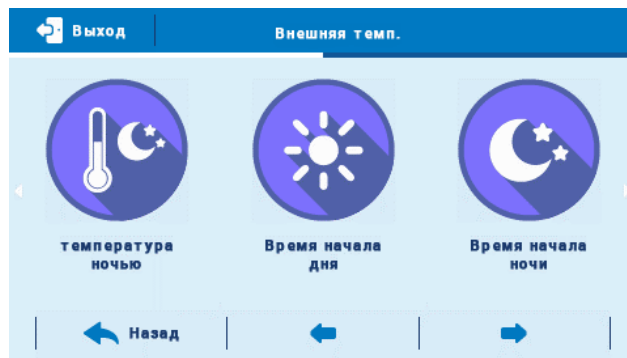 Выход
Внешняя темп.
температура
ночью
Время начала
дня
Время начала
ночи
Назад